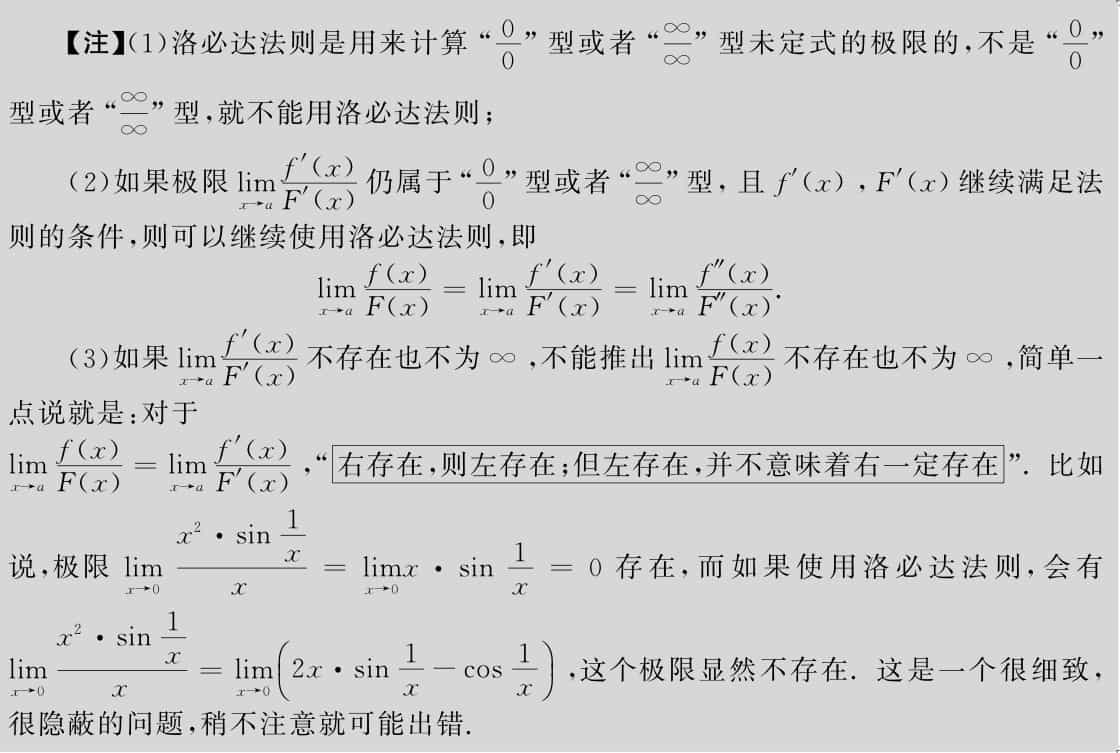 【注】(1)洛必达法则是用来计算“$\frac{0}{0}$”型或者“$\frac{\infty}{\infty}$”型未定式的极限的,不是“$\frac{0}{0}$”
型或者“$\frac{\infty}{\infty}$”型,就不能用洛必达法则;
(2)如果极限 $\lim\limits_{x \to a}\frac{f'(x)}{F'(x)}$ 仍属于“$\frac{0}{0}$”型或者“$\frac{\infty}{\infty}$”型, 且 $f'(x)$ , $F'(x)$ 继续满足法
则的条件,则可以继续使用洛必达法则,即
$\lim\limits_{x \to a}\frac{f(x)}{F(x)} = \lim\limits_{x \to a}\frac{f'(x)}{F'(x)} = \lim\limits_{x \to a}\frac{f''(x)}{F''(x)}.$
(3)如果 $\lim\limits_{x \to a}\frac{f'(x)}{F'(x)}$ 不存在也不为 ∞ ,不能推出 $\lim\limits_{x \to a}\frac{f(x)}{F(x)}$ 不存在也不为 ∞ ,简单一
点说就是:对于
$\lim\limits_{x \to a}\frac{f(x)}{F(x)} = \lim\limits_{x \to a}\frac{f'(x)}{F'(x)}$ ,“右存在,则左存在;但左存在,并不意味着右一定存在”. 比如
说,极限 $\lim\limits_{x \to 0}\frac{x^2 \cdot \sin\frac{1}{x}}{x} = \lim\limits_{x \to 0}x \cdot \sin\frac{1}{x} = 0$ 存在,而如果使用洛必达法则,会有
$\lim\limits_{x \to 0}\frac{x^2 \cdot \sin\frac{1}{x}}{x} = \lim\limits_{x \to 0}\left(2x \cdot \sin\frac{1}{x} - \cos\frac{1}{x}\right)$ ,这个极限显然不存在. 这是一个很细致,
很隐蔽的问题,稍不注意就可能出错.